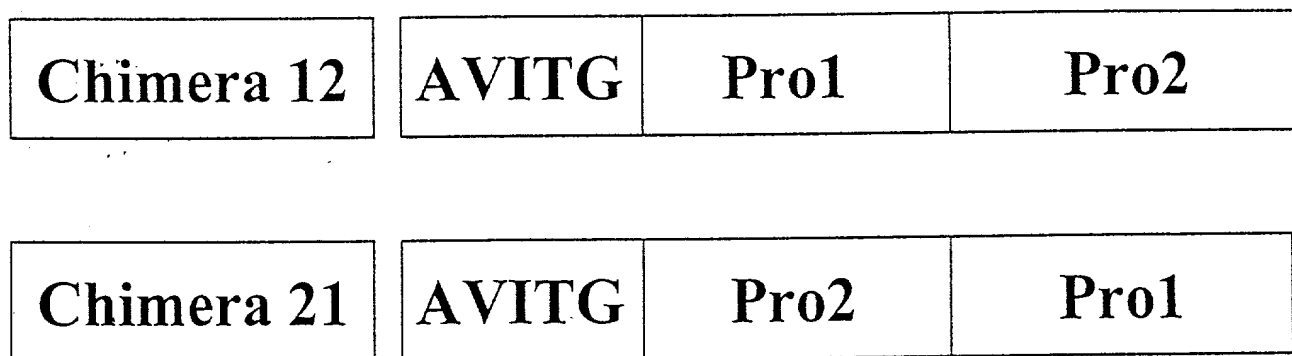 Chimera 12 AVITG Pro1 Pro2
Chimera 21 AVITG Pro2 Pro1